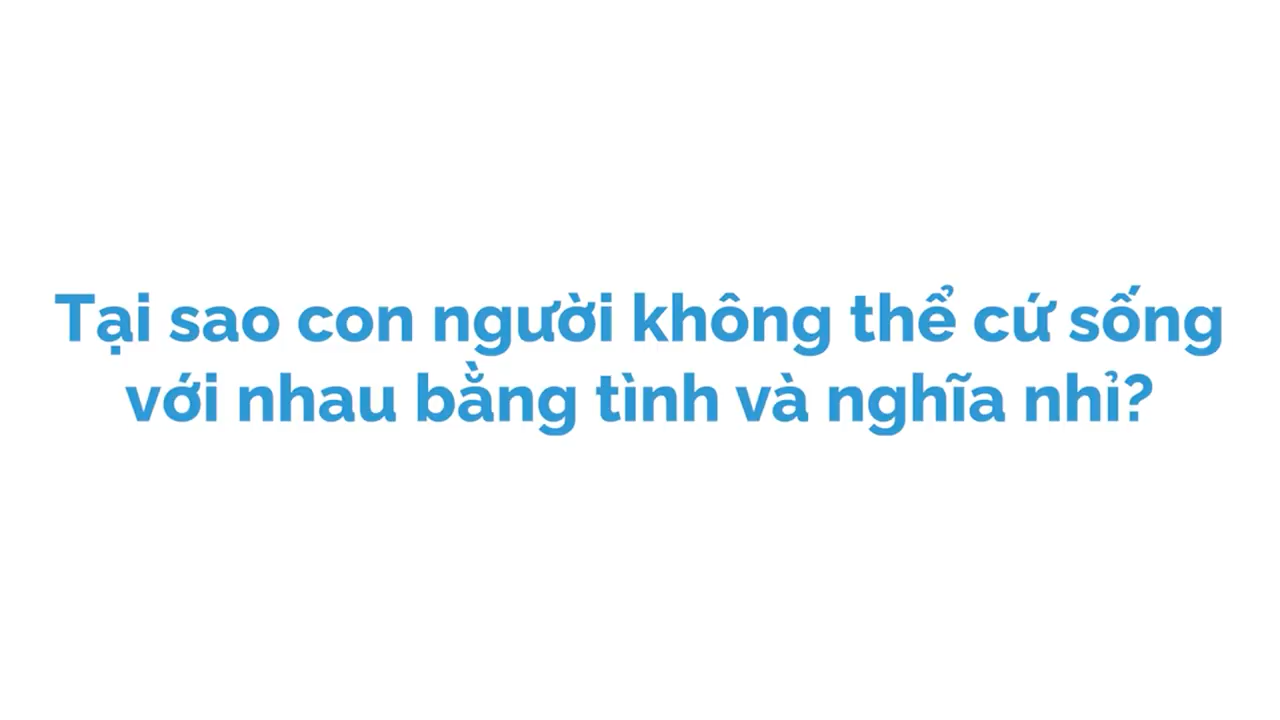 Tại sao con người không thể cứ sống
với nhau bằng tình và nghĩa nhỉ?